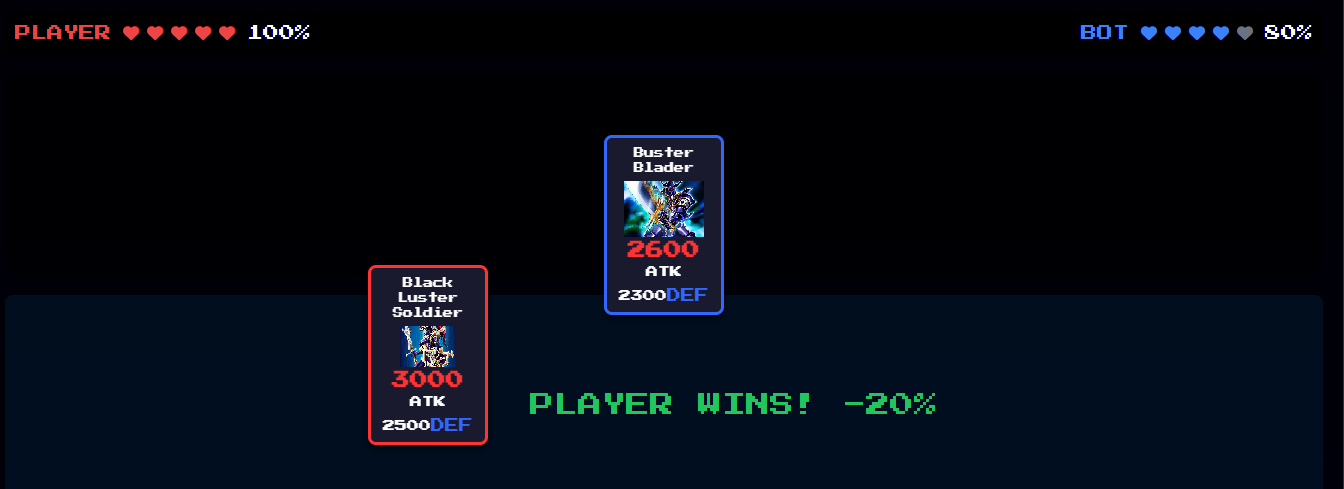 PLAYER 100%
BOT 80%
Buster
Blader
2600
ATK
2300DEF
Black
Luster
Soldier
3000
ATK
2500DEF
PLAYER WINS! -20%